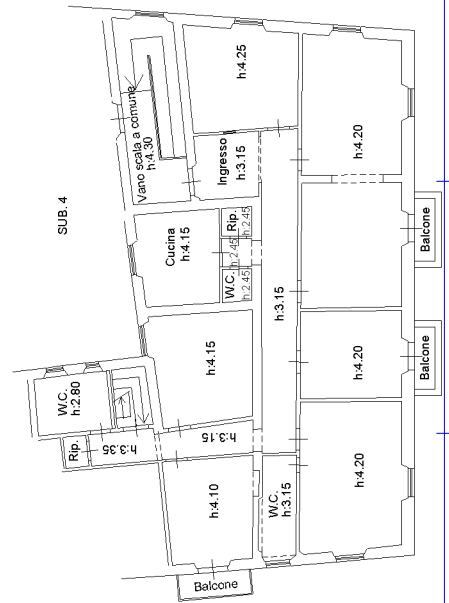 SUB. 4
Vano scala a comune
h:4.30
h:4.25
h:4.20
Ingresso
h:3.15
Cucina
h:4.15
Rip.
h:2.45
h:2.45
W.C.
h:2.45
Balcone
h:3.15
h:4.15
h:4.20
Balcone
W.C.
h:2.80
Rip.
h:3.35
h:3.15
h:4.10
W.C.
h:3.15
h:4.20
Balcone